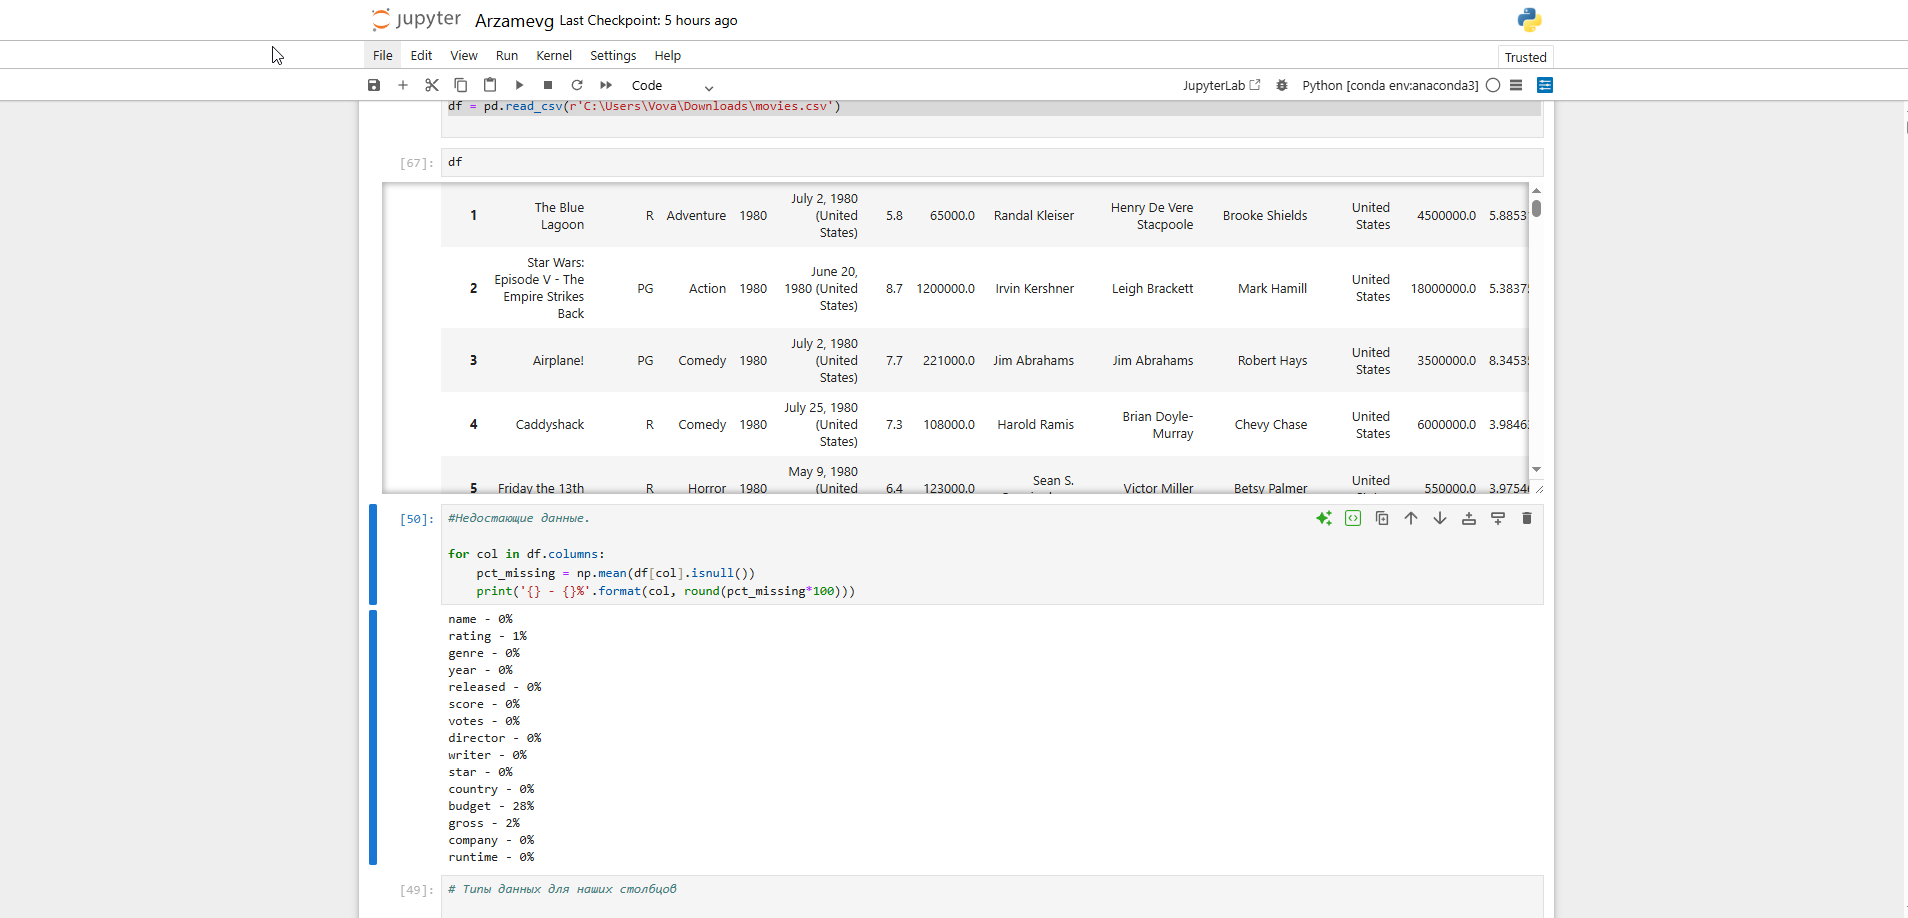 jupyter Arzamevg Last Checkpoint: 5 hours ago
File Edit View Run Kernel Settings Help Trusted
Code JupyterLab Python [conda env:anaconda3]
df = pd.read_csv(r'C:\Users\Vova\Downloads\movies.csv')
[67]: df
1 The Blue Lagoon R Adventure 1980 July 2, 1980 (United States) 5.8 65000.0 Randal Kleiser Henry De Vere Stacpoole Brooke Shields United States 4500000.0 5.8853
2 Star Wars: Episode V - The Empire Strikes Back PG Action 1980 June 20, 1980 (United States) 8.7 1200000.0 Irvin Kershner Leigh Brackett Mark Hamill United States 18000000.0 5.3837
3 Airplane! PG Comedy 1980 July 2, 1980 (United States) 7.7 221000.0 Jim Abrahams Jim Abrahams Robert Hays United States 3500000.0 8.3453
4 Caddyshack R Comedy 1980 July 25, 1980 (United States) 7.3 108000.0 Harold Ramis Brian Doyle-Murray Chevy Chase United States 6000000.0 3.9846
5 Friday the 13th R Horror 1980 May 9, 1980 (United 6.4 123000.0 Sean S. Victor Miller Betsy Palmer United 550000.0 3.9754
[50]: #Недостающие данные.
for col in df.columns:
    pct_missing = np.mean(df[col].isnull())
    print('{} - {}%'.format(col, round(pct_missing*100)))
name - 0%
rating - 1%
genre - 0%
year - 0%
released - 0%
score - 0%
votes - 0%
director - 0%
writer - 0%
star - 0%
country - 0%
budget - 28%
gross - 2%
company - 0%
runtime - 0%
[49]: # Типы данных для наших столбцов